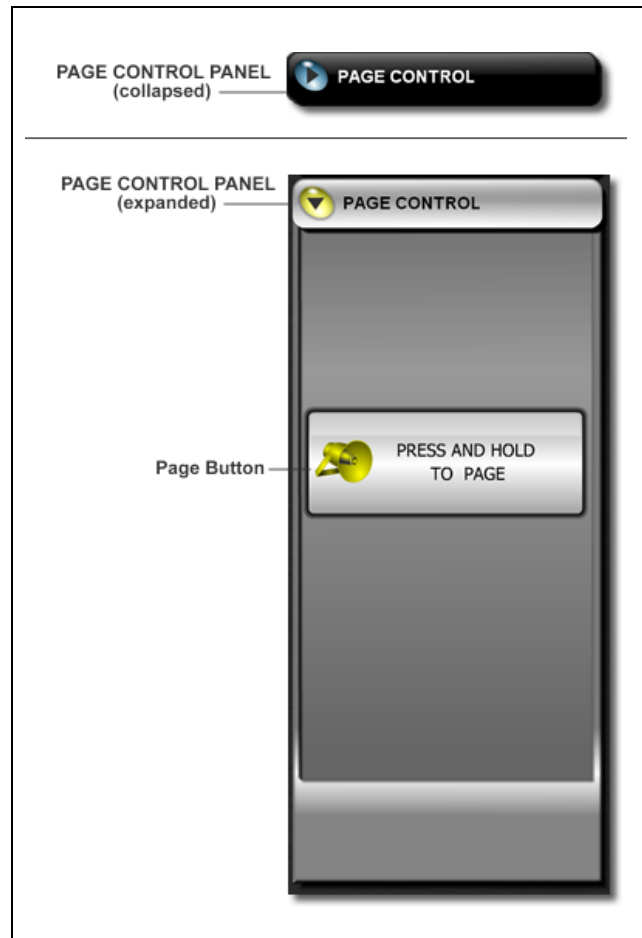 PAGE CONTROL PANEL
(collapsed)
PAGE CONTROL
PAGE CONTROL PANEL
(expanded)
PAGE CONTROL
Page Button
PRESS AND HOLD
TO PAGE